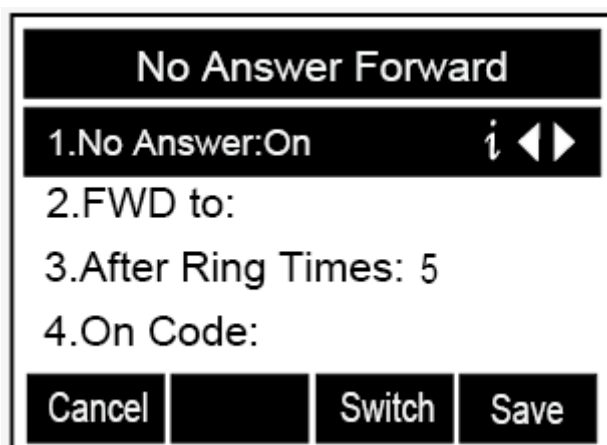 No Answer Forward
1.No Answer:On i
2.FWD to:
3.After Ring Times: 5
4.On Code:
Cancel Switch Save